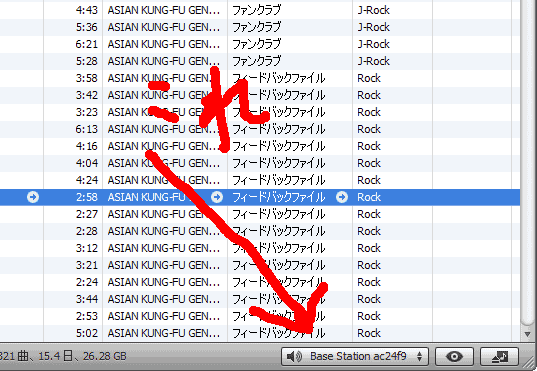 4:43 ASIAN KUNG-FU GEN... ファンクラブ J-Rock
5:36 ASIAN KUNG-FU GEN... ファンクラブ J-Rock
6:21 ASIAN KUNG-FU GEN... ファンクラブ J-Rock
5:28 ASIAN KUNG-FU GEN... ファンクラブ J-Rock
3:58 ASIAN KUNG-FU GEN... フィードバックファイル Rock
3:42 ASIAN KUNG-FU GEN... フィードバックファイル Rock
これ
3:23 ASIAN KUNG-FU GEN... フィードバックファイル Rock
6:13 ASIAN KUNG-FU GEN... フィードバックファイル Rock
4:16 ASIAN KUNG-FU GEN... フィードバックファイル Rock
4:04 ASIAN KUNG-FU GEN... フィードバックファイル Rock
4:24 ASIAN KUNG-FU GEN... フィードバックファイル Rock
2:58 ASIAN KUNG-FU GEN... フィードバックファイル Rock
2:27 ASIAN KUNG-FU GEN... フィードバックファイル Rock
2:28 ASIAN KUNG-FU GEN... フィードバックファイル Rock
3:12 ASIAN KUNG-FU GEN... フィードバックファイル Rock
3:21 ASIAN KUNG-FU GEN... フィードバックファイル Rock
2:24 ASIAN KUNG-FU GEN... フィードバックファイル Rock
3:44 ASIAN KUNG-FU GEN... フィードバックファイル Rock
2:53 ASIAN KUNG-FU GEN... フィードバックファイル Rock
5:02 ASIAN KUNG-FU GEN... フィードバックファイル Rock
321 曲、15.4 日、26.28 GB Base Station ac24f9